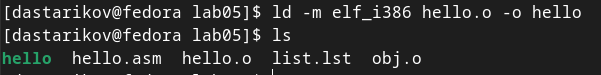 [dastarikov@fedora lab05]$ ld -m elf_i386 hello.o -o hello
[dastarikov@fedora lab05]$ ls
hello  hello.asm  hello.o  list.lst  obj.o